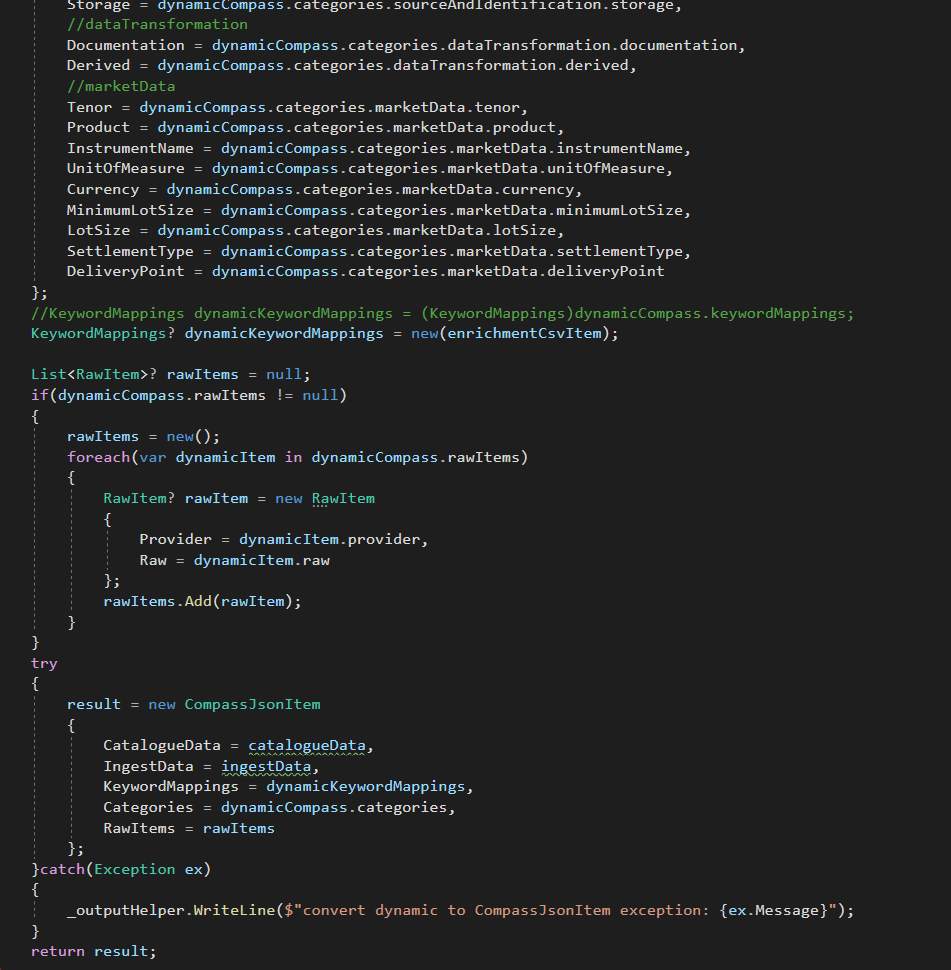 Storage = dynamicCompass.categories.sourceAndIdentification.storage,
//dataTransformation
Documentation = dynamicCompass.categories.dataTransformation.documentation,
Derived = dynamicCompass.categories.dataTransformation.derived,
//marketData
Tenor = dynamicCompass.categories.marketData.tenor,
Product = dynamicCompass.categories.marketData.product,
InstrumentName = dynamicCompass.categories.marketData.instrumentName,
UnitOfMeasure = dynamicCompass.categories.marketData.unitOfMeasure,
Currency = dynamicCompass.categories.marketData.currency,
MinimumLotSize = dynamicCompass.categories.marketData.minimumLotSize,
LotSize = dynamicCompass.categories.marketData.lotSize,
SettlementType = dynamicCompass.categories.marketData.settlementType,
DeliveryPoint = dynamicCompass.categories.marketData.deliveryPoint
};
//KeywordMappings dynamicKeywordMappings = (KeywordMappings)dynamicCompass.keywordMappings;
KeywordMappings? dynamicKeywordMappings = new(enrichmentCsvItem);
List<RawItem>? rawItems = null;
if(dynamicCompass.rawItems != null)
{
rawItems = new();
foreach(var dynamicItem in dynamicCompass.rawItems)
{
RawItem? rawItem = new RawItem
{
Provider = dynamicItem.provider,
Raw = dynamicItem.raw
};
rawItems.Add(rawItem);
}
}
try
{
result = new CompassJsonItem
{
CatalogueData = catalogueData,
IngestData = ingestData,
KeywordMappings = dynamicKeywordMappings,
Categories = dynamicCompass.categories,
RawItems = rawItems
};
}catch(Exception ex)
{
_outputHelper.WriteLine($"convert dynamic to CompassJsonItem exception: {ex.Message}");
}
return result;